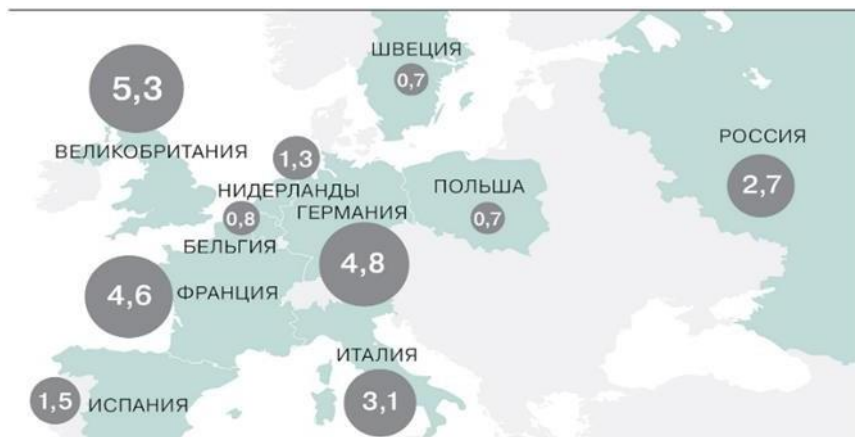 ШВЕЦИЯ
0,7
5,3
ВЕЛИКОБРИТАНИЯ
1,3
НИДЕРЛАНДЫ
0,8
БЕЛЬГИЯ
ГЕРМАНИЯ
4,8
ПОЛЬША
0,7
РОССИЯ
2,7
4,6
ФРАНЦИЯ
ИТАЛИЯ
3,1
1,5
ИСПАНИЯ